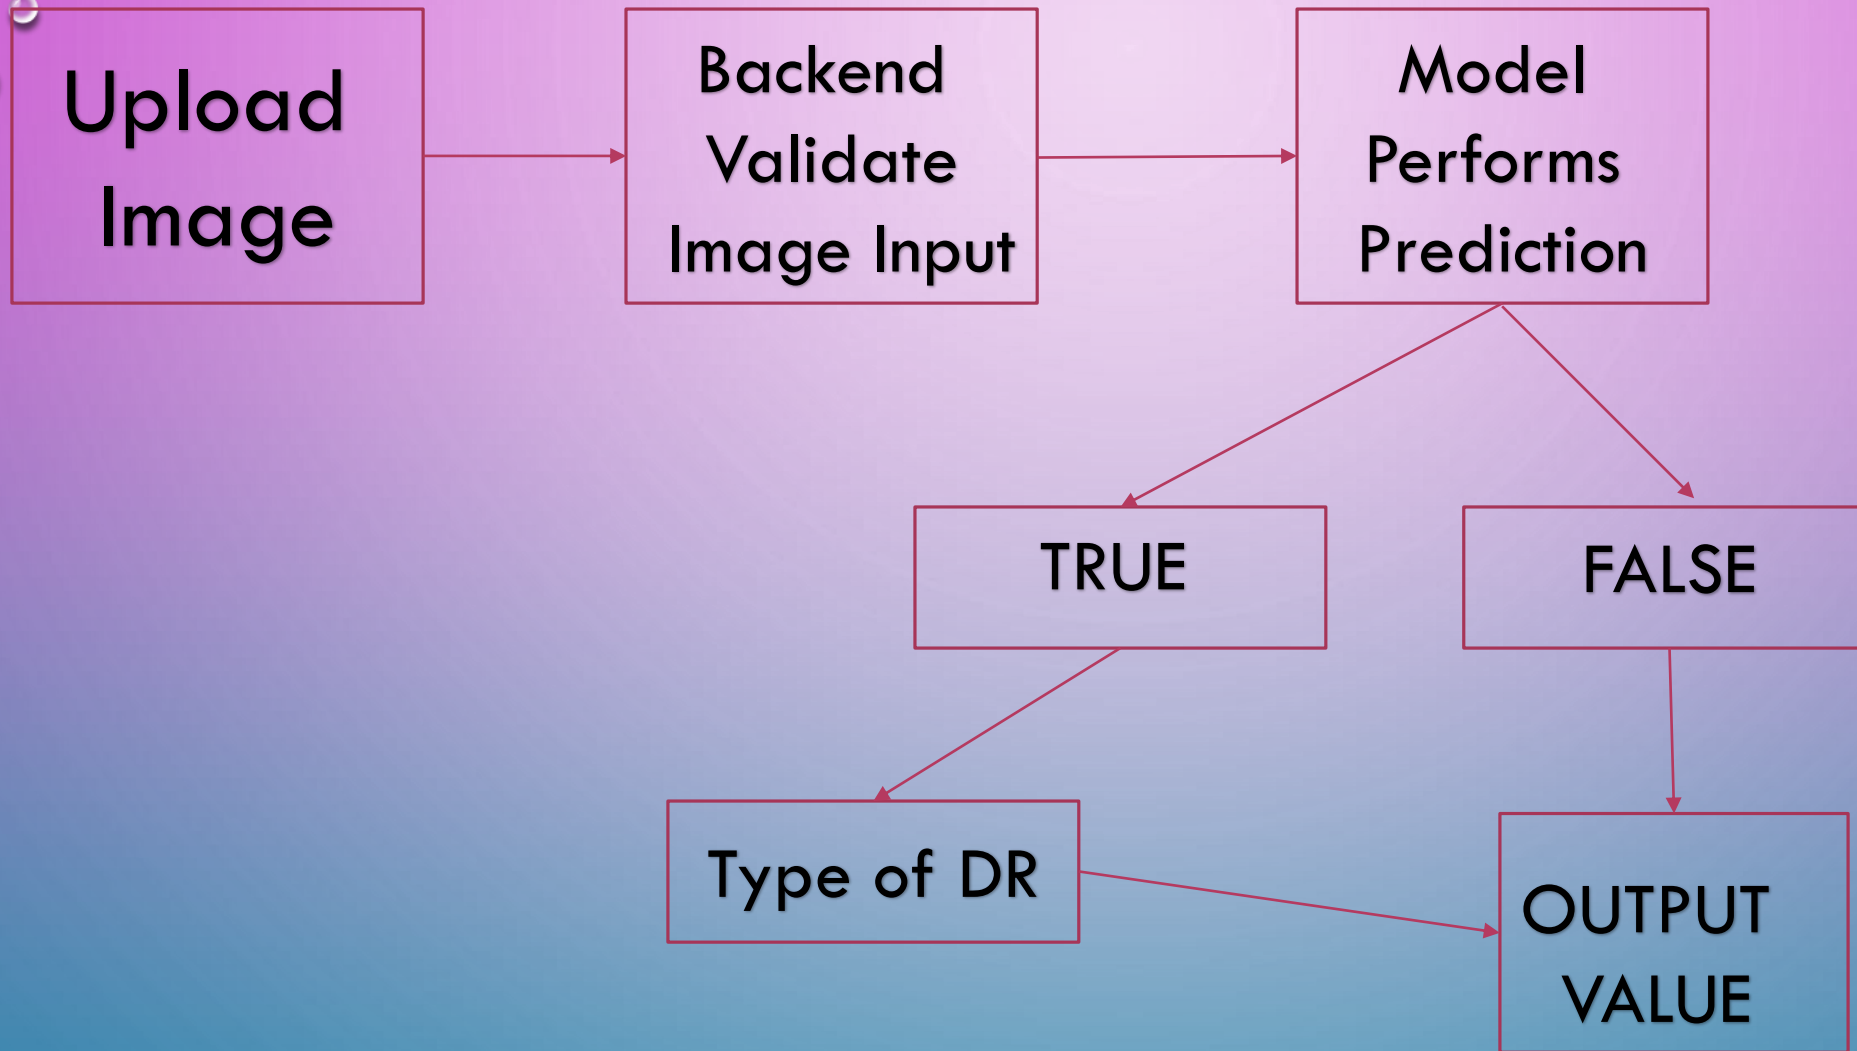 Upload
Image
Backend
Validate
Image Input
Model
Performs
Prediction
TRUE
FALSE
Type of DR
OUTPUT
VALUE